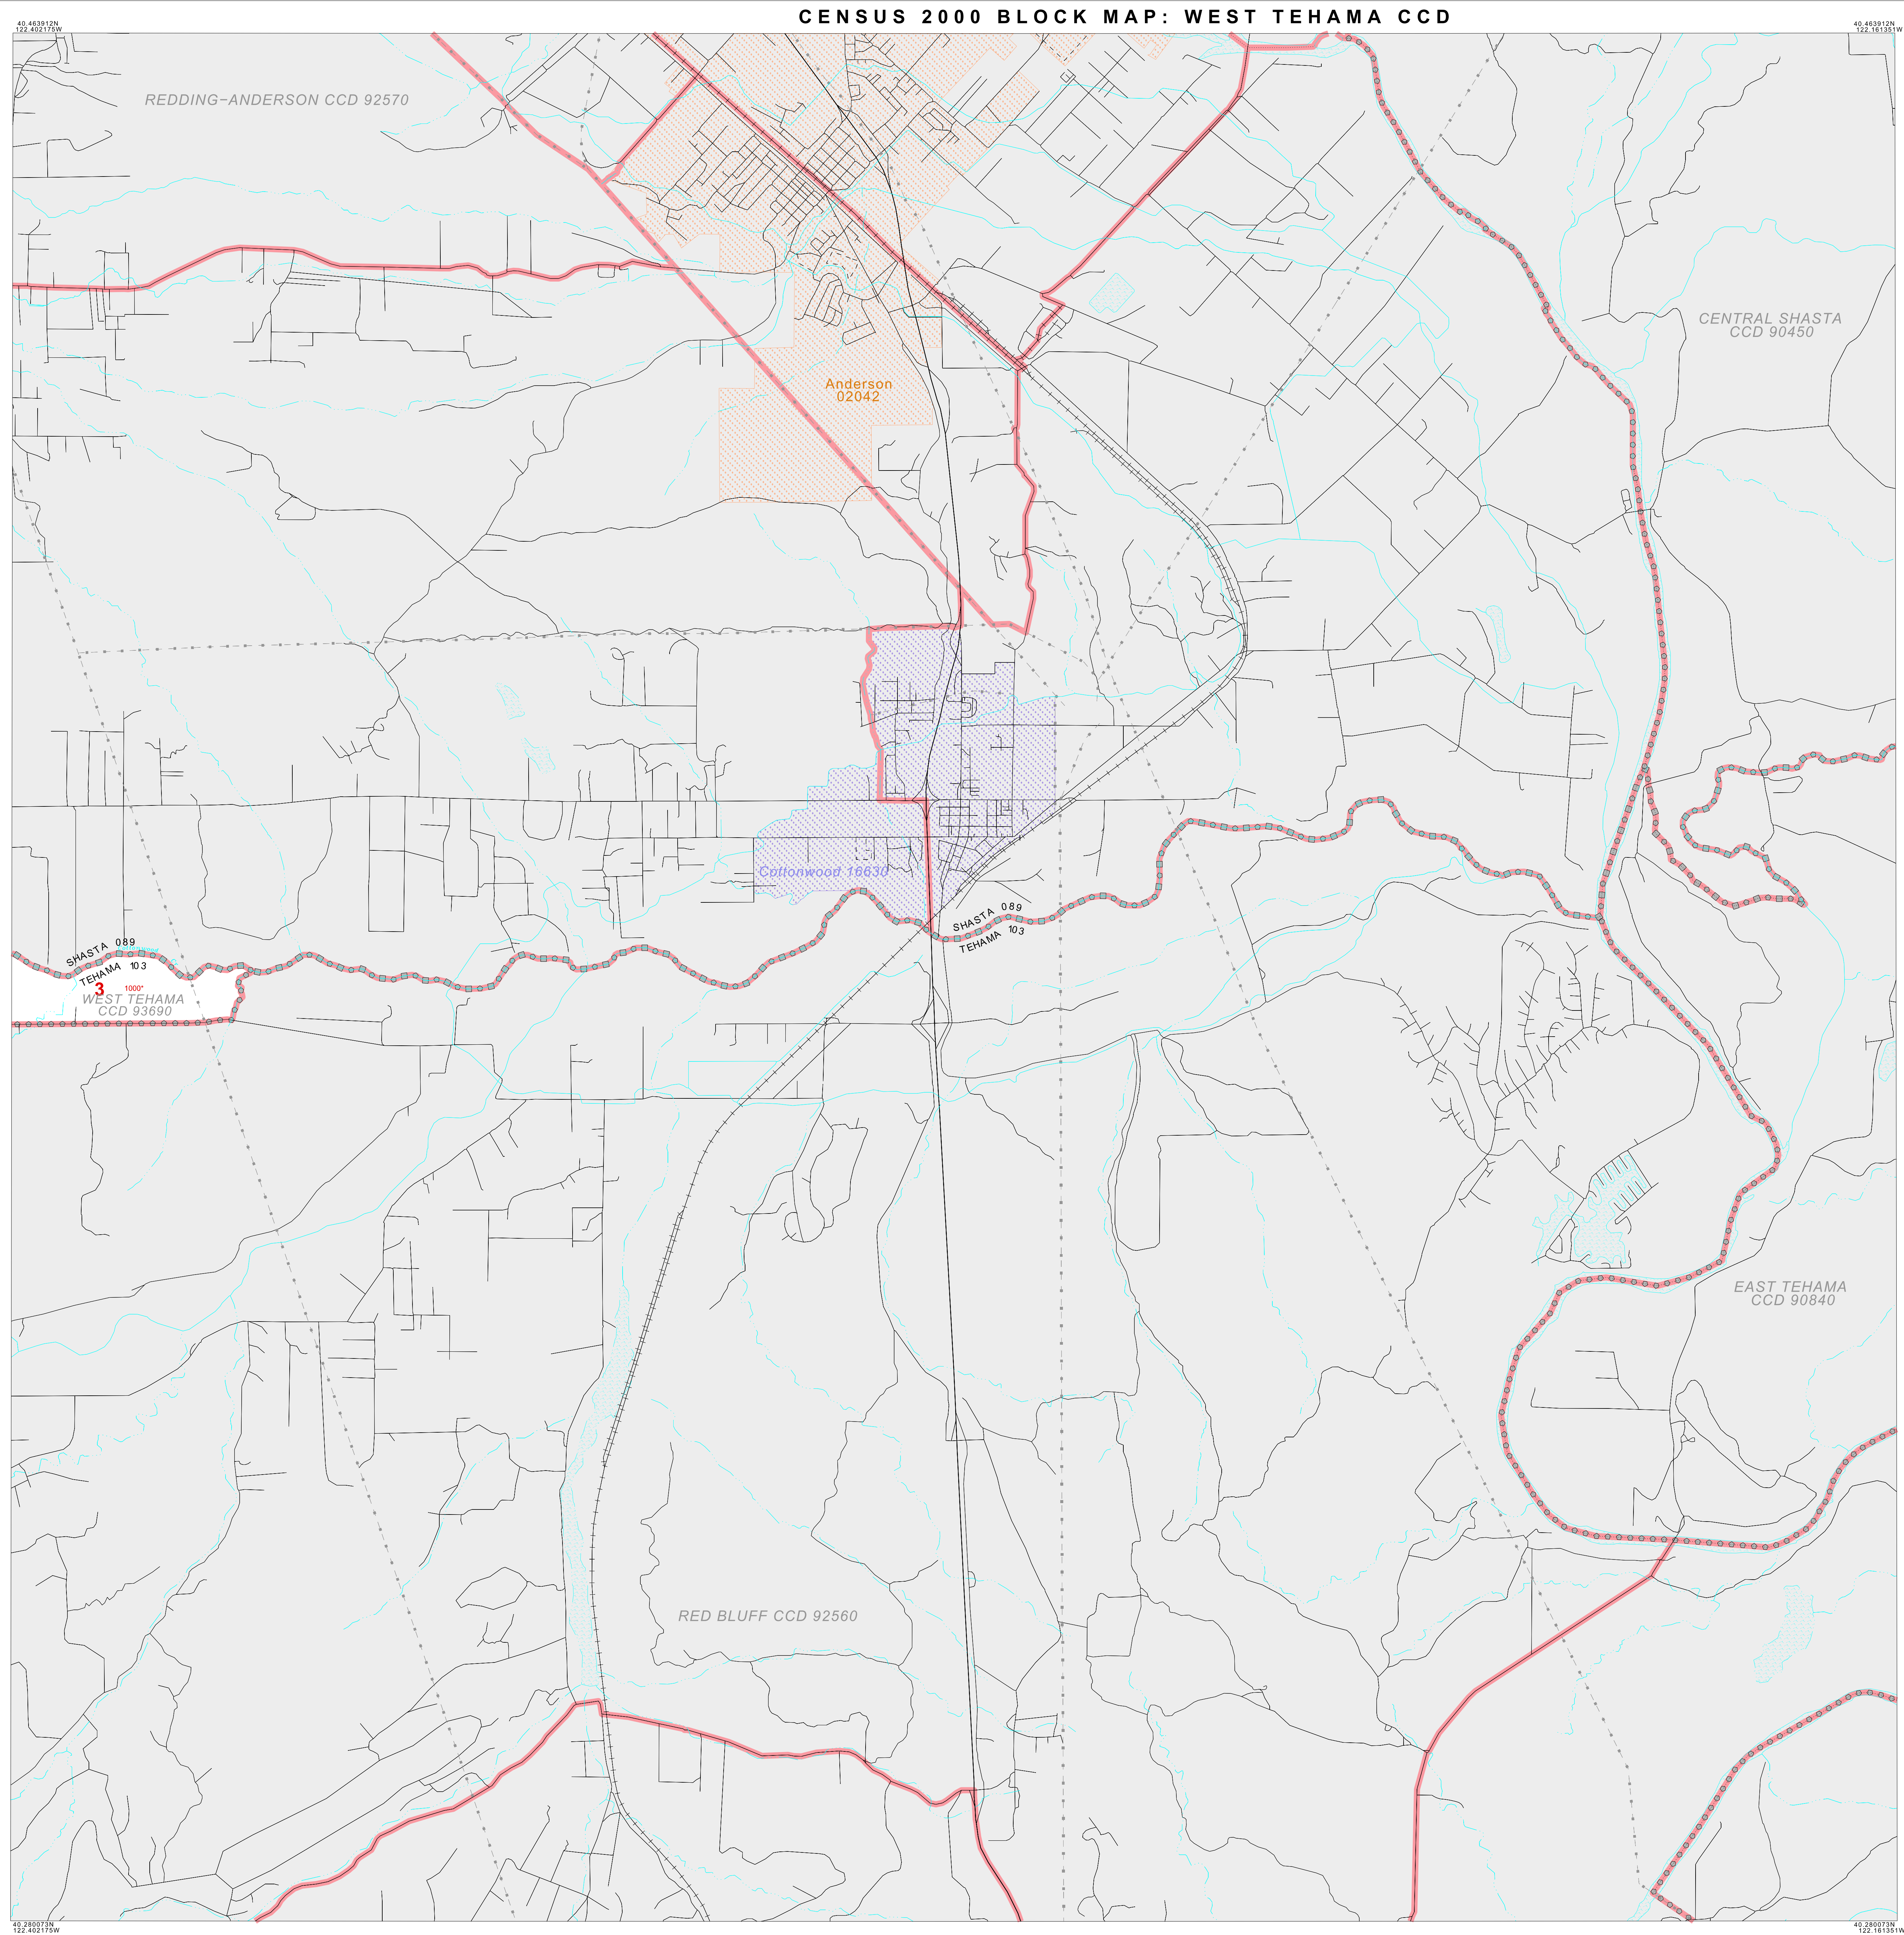 CENSUS 2000 BLOCK MAP: WEST TEHAMA CCD
40.463912N
122.402175W
40.463912N
122.161351W
REDDING-ANDERSON CCD 92570
CENTRAL SHASTA
CCD 90450
Anderson
02042
Cottonwood 16630
SHASTA 089
TEHAMA 103
SHASTA 089
TEHAMA 103
3
1000*
WEST TEHAMA
CCD 93690
EAST TEHAMA
CCD 90840
RED BLUFF CCD 92560
40.280073N
122.402175W
40.280073N
122.161351W